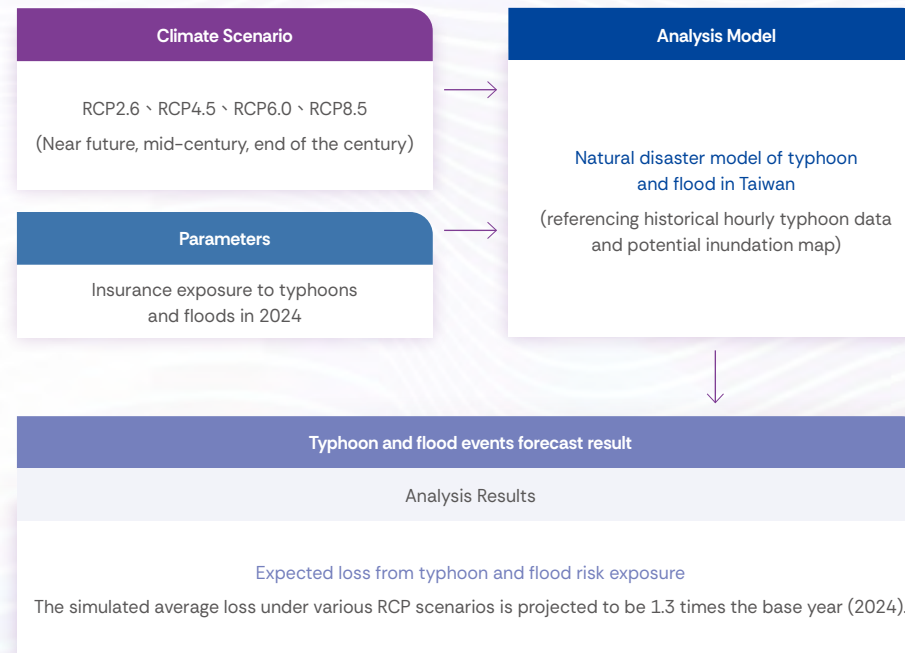 Climate Scenario
RCP2.6、RCP4.5、RCP6.0、RCP8.5
(Near future, mid-century, end of the century)
Parameters
Insurance exposure to typhoons
and floods in 2024
Analysis Model
Natural disaster model of typhoon
and flood in Taiwan
(referencing historical hourly typhoon data
and potential inundation map)
Typhoon and flood events forecast result
Analysis Results
Expected loss from typhoon and flood risk exposure
The simulated average loss under various RCP scenarios is projected to be 1.3 times the base year (2024).